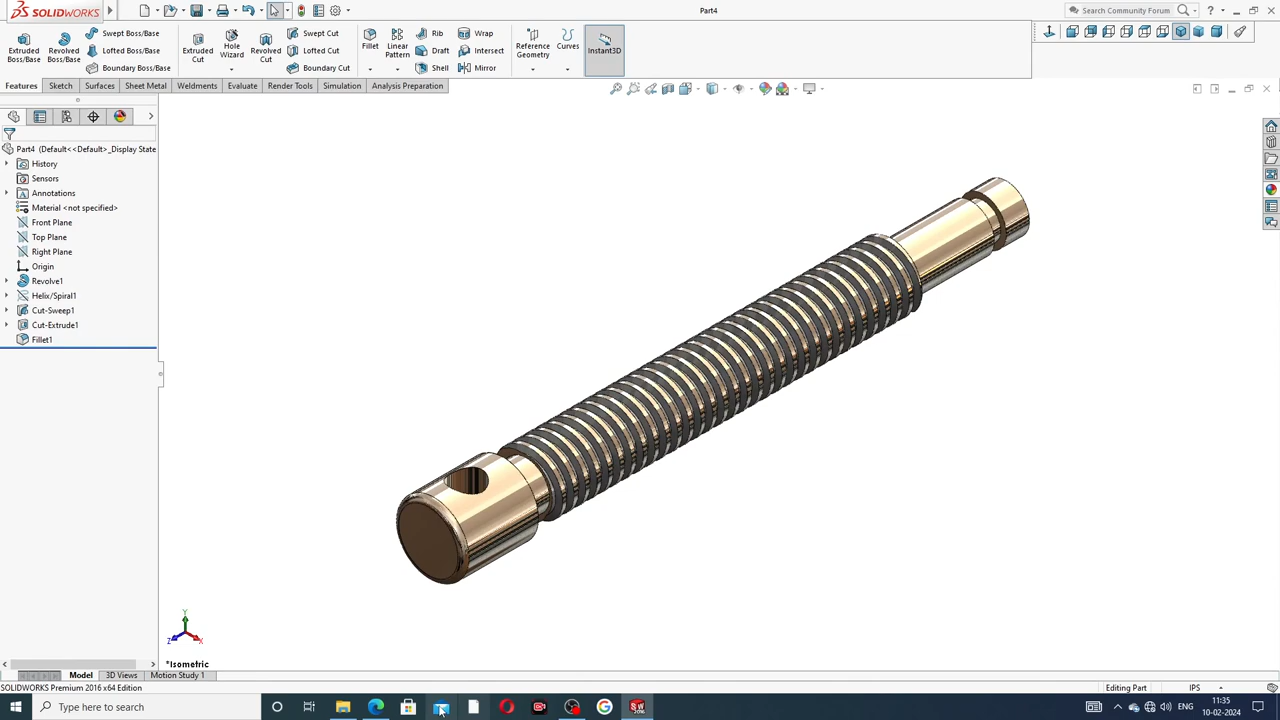 SOLIDWORKS
Part4
Search Community Forum
Extruded Boss/Base
Revolved Boss/Base
Swept Boss/Base
Lofted Boss/Base
Boundary Boss/Base
Extruded Cut
Hole Wizard
Revolved Cut
Swept Cut
Lofted Cut
Boundary Cut
Fillet
Linear Pattern
Rib
Draft
Shell
Wrap
Intersect
Mirror
Reference Geometry
Curves
Instant3D
Features Sketch Surfaces Sheet Metal Weldments Evaluate Render Tools Simulation Analysis Preparation
Part4 (Default<<Default>_Display State
History
Sensors
Annotations
Material <not specified>
Front Plane
Top Plane
Right Plane
Origin
Revolve1
Helix/Spiral1
Cut-Sweep1
Cut-Extrude1
Fillet1
Y
Z
X
*Isometric
Model 3D Views Motion Study 1
SOLIDWORKS Premium 2016 x64 Edition
Editing Part
IPS
Type here to search
ENG
11:35
10-02-2024